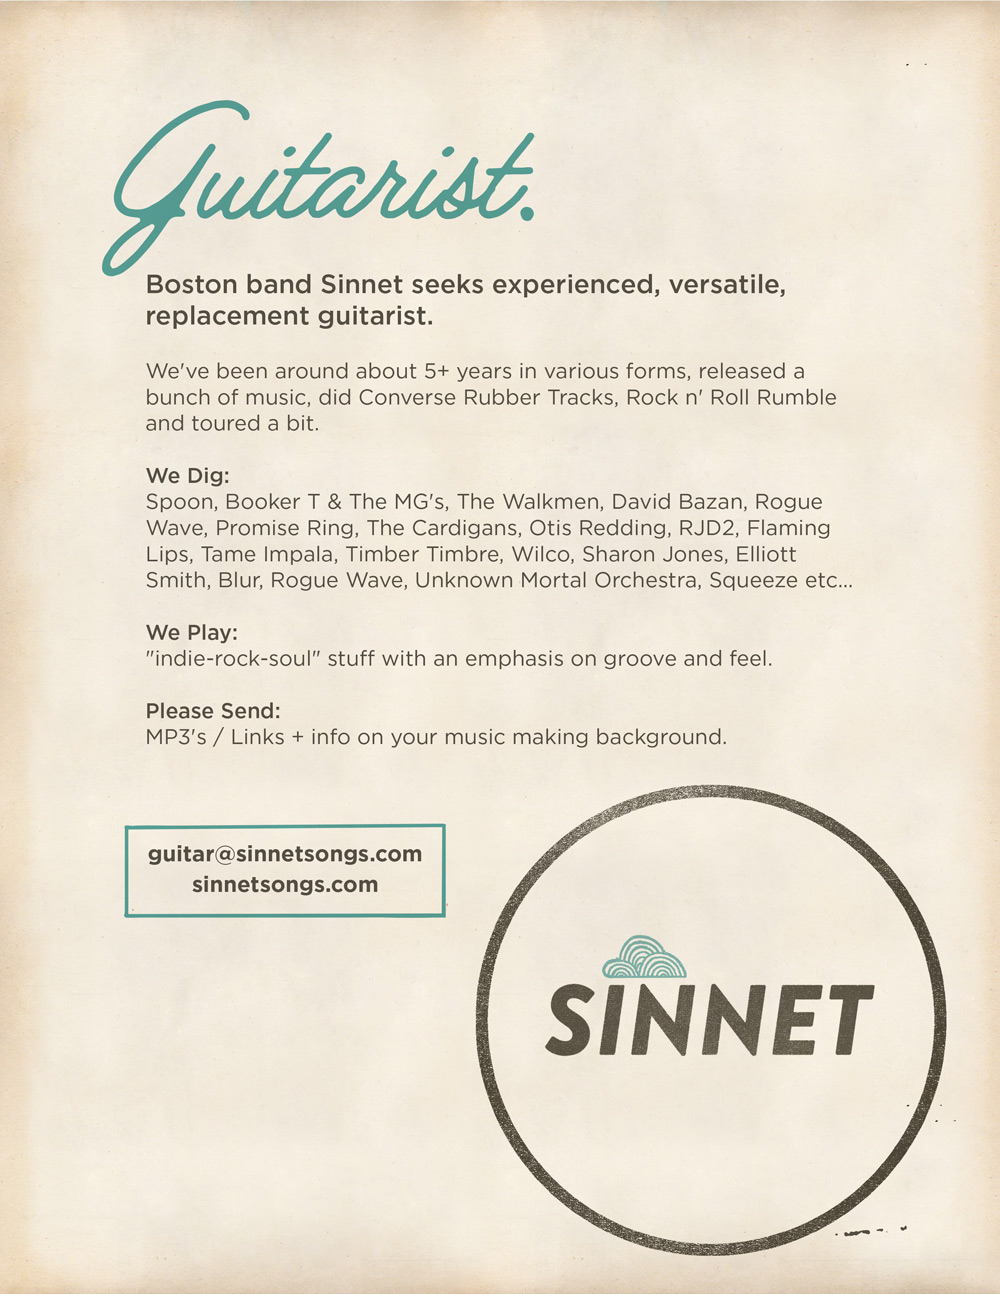 Guitarist.
Boston band Sinnet seeks experienced, versatile,
replacement guitarist.
We've been around about 5+ years in various forms, released a
bunch of music, did Converse Rubber Tracks, Rock n' Roll Rumble
and toured a bit.
We Dig:
Spoon, Booker T & The MG's, The Walkmen, David Bazan, Rogue
Wave, Promise Ring, The Cardigans, Otis Redding, RJD2, Flaming
Lips, Tame Impala, Timber Timbre, Wilco, Sharon Jones, Elliott
Smith, Blur, Rogue Wave, Unknown Mortal Orchestra, Squeeze etc...
We Play:
"indie-rock-soul" stuff with an emphasis on groove and feel.
Please Send:
MP3's / Links + info on your music making background.
guitar@sinnetsongs.com
sinnetsongs.com
SINNET